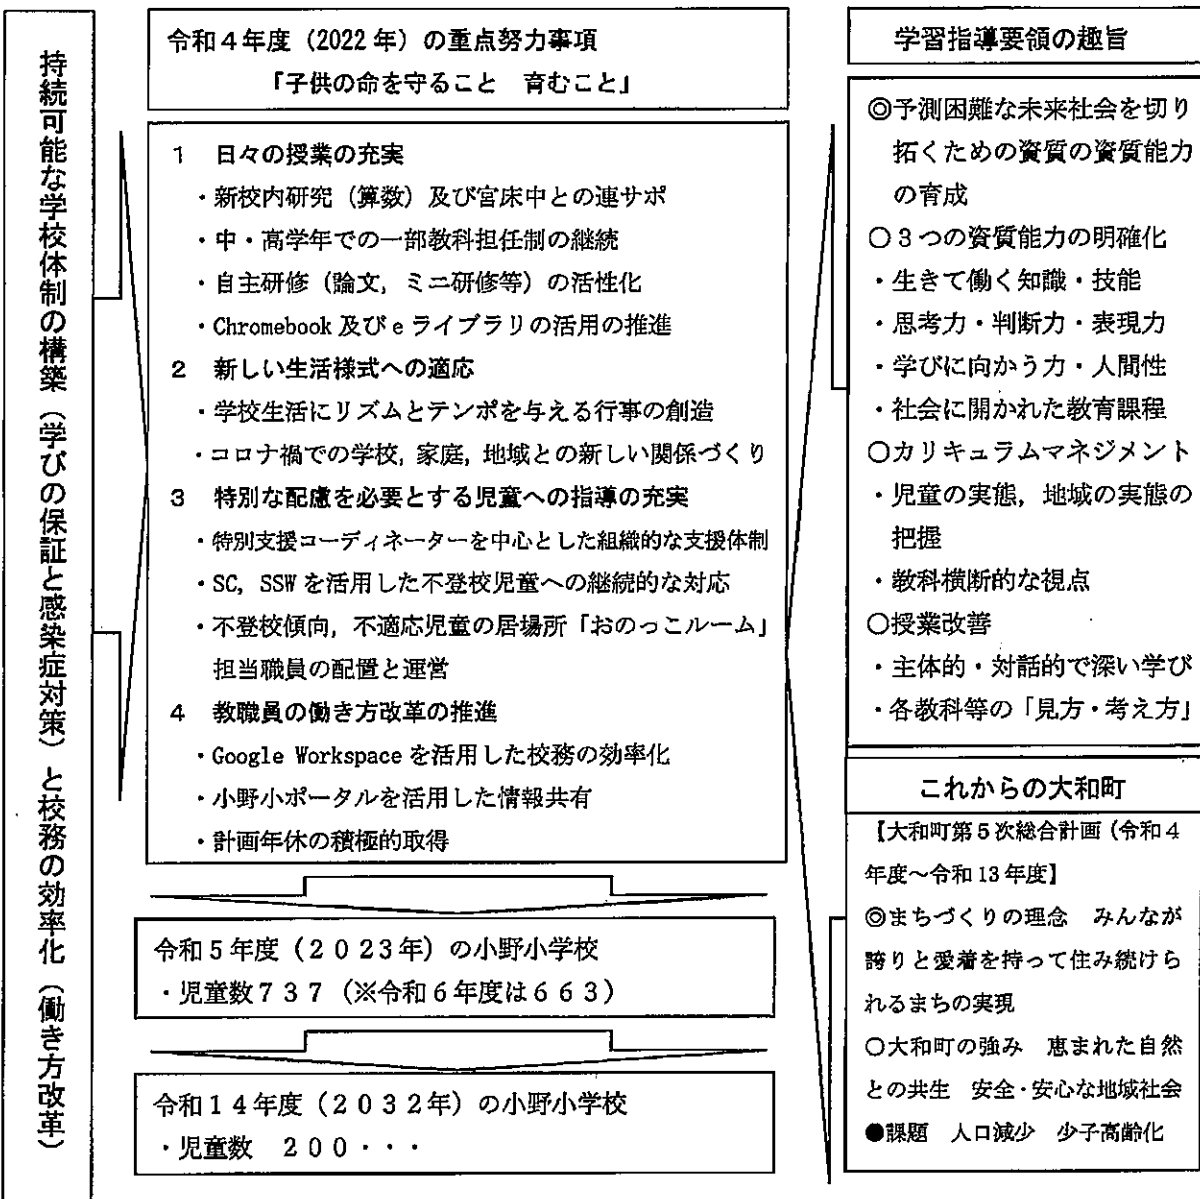 持続可能な学校体制の構築（学びの保証と感染症対策）と校務の効率化（働き方改革）
令和４年度（2022 年）の重点努力事項
「子供の命を守ること　育むこと」
１　日々の授業の充実
・新校内研究（算数）及び宮床中との連サポ
・中・高学年での一部教科担任制の継続
・自主研修（論文，ミニ研修等）の活性化
・Chromebook 及び e ライブラリの活用の推進
２　新しい生活様式への適応
・学校生活にリズムとテンポを与える行事の創造
・コロナ禍での学校, 家庭, 地域との新しい関係づくり
３　特別な配慮を必要とする児童への指導の充実
・特別支援コーディネーターを中心とした組織的な支援体制
・SC, SSW を活用した不登校児童への継続的な対応
・不登校傾向，不適応児童の居場所「おのっこルーム」
担当職員の配置と運営
４　教職員の働き方改革の推進
・Google Workspace を活用した校務の効率化
・小野小ポータルを活用した情報共有
・計画年休の積極的取得
令和５年度（２０２３年）の小野小学校
・児童数７３７（※令和６年度は６６３）
令和１４年度（２０３２年）の小野小学校
・児童数　２００・・・
学習指導要領の趣旨
◎予測困難な未来社会を切り
拓くための資質の資質能力
の育成
○３つの資質能力の明確化
・生きて働く知識・技能
・思考力・判断力・表現力
・学びに向かう力・人間性
・社会に開かれた教育課程
○カリキュラムマネジメント
・児童の実態，地域の実態の
把握
・教科横断的な視点
○授業改善
・主体的・対話的で深い学び
・各教科等の「見方・考え方」
これからの大和町
【大和町第５次総合計画（令和４
年度～令和 13 年度】
◎まちづくりの理念　みんなが
誇りと愛着を持って住み続けら
れるまちの実現
○大和町の強み　恵まれた自然
との共生　安全・安心な地域社会
●課題　人口減少　少子高齢化